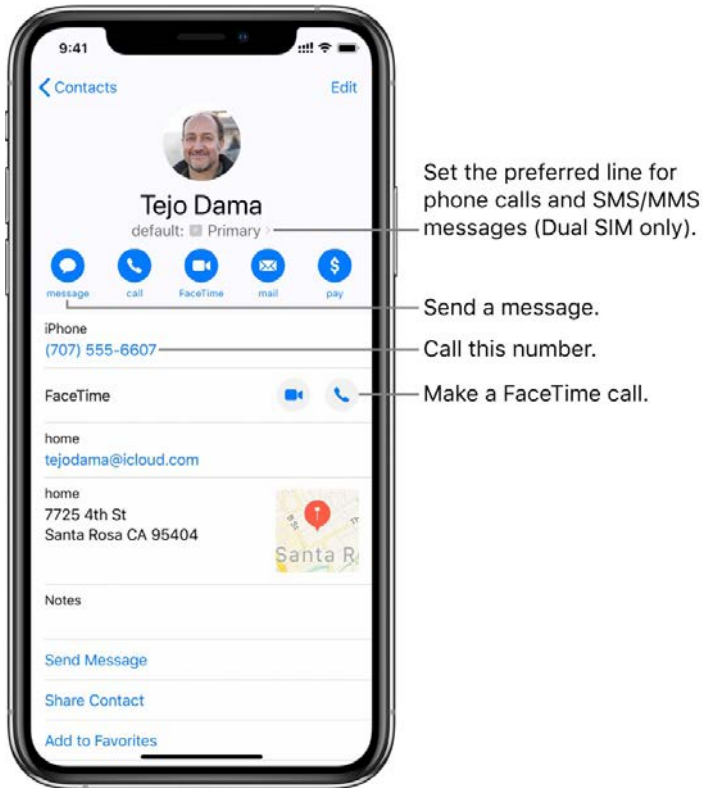 9:41
Contacts
Edit
Tejo Dama
default: P Primary
message call FaceTime mail pay
iPhone
(707) 555-6607
FaceTime
home
tejodama@icloud.com
home
7725 4th St
Santa Rosa CA 95404
B St
Santa R
Notes
Send Message
Share Contact
Add to Favorites
Set the preferred line for
phone calls and SMS/MMS
messages (Dual SIM only).
Send a message.
Call this number.
Make a FaceTime call.